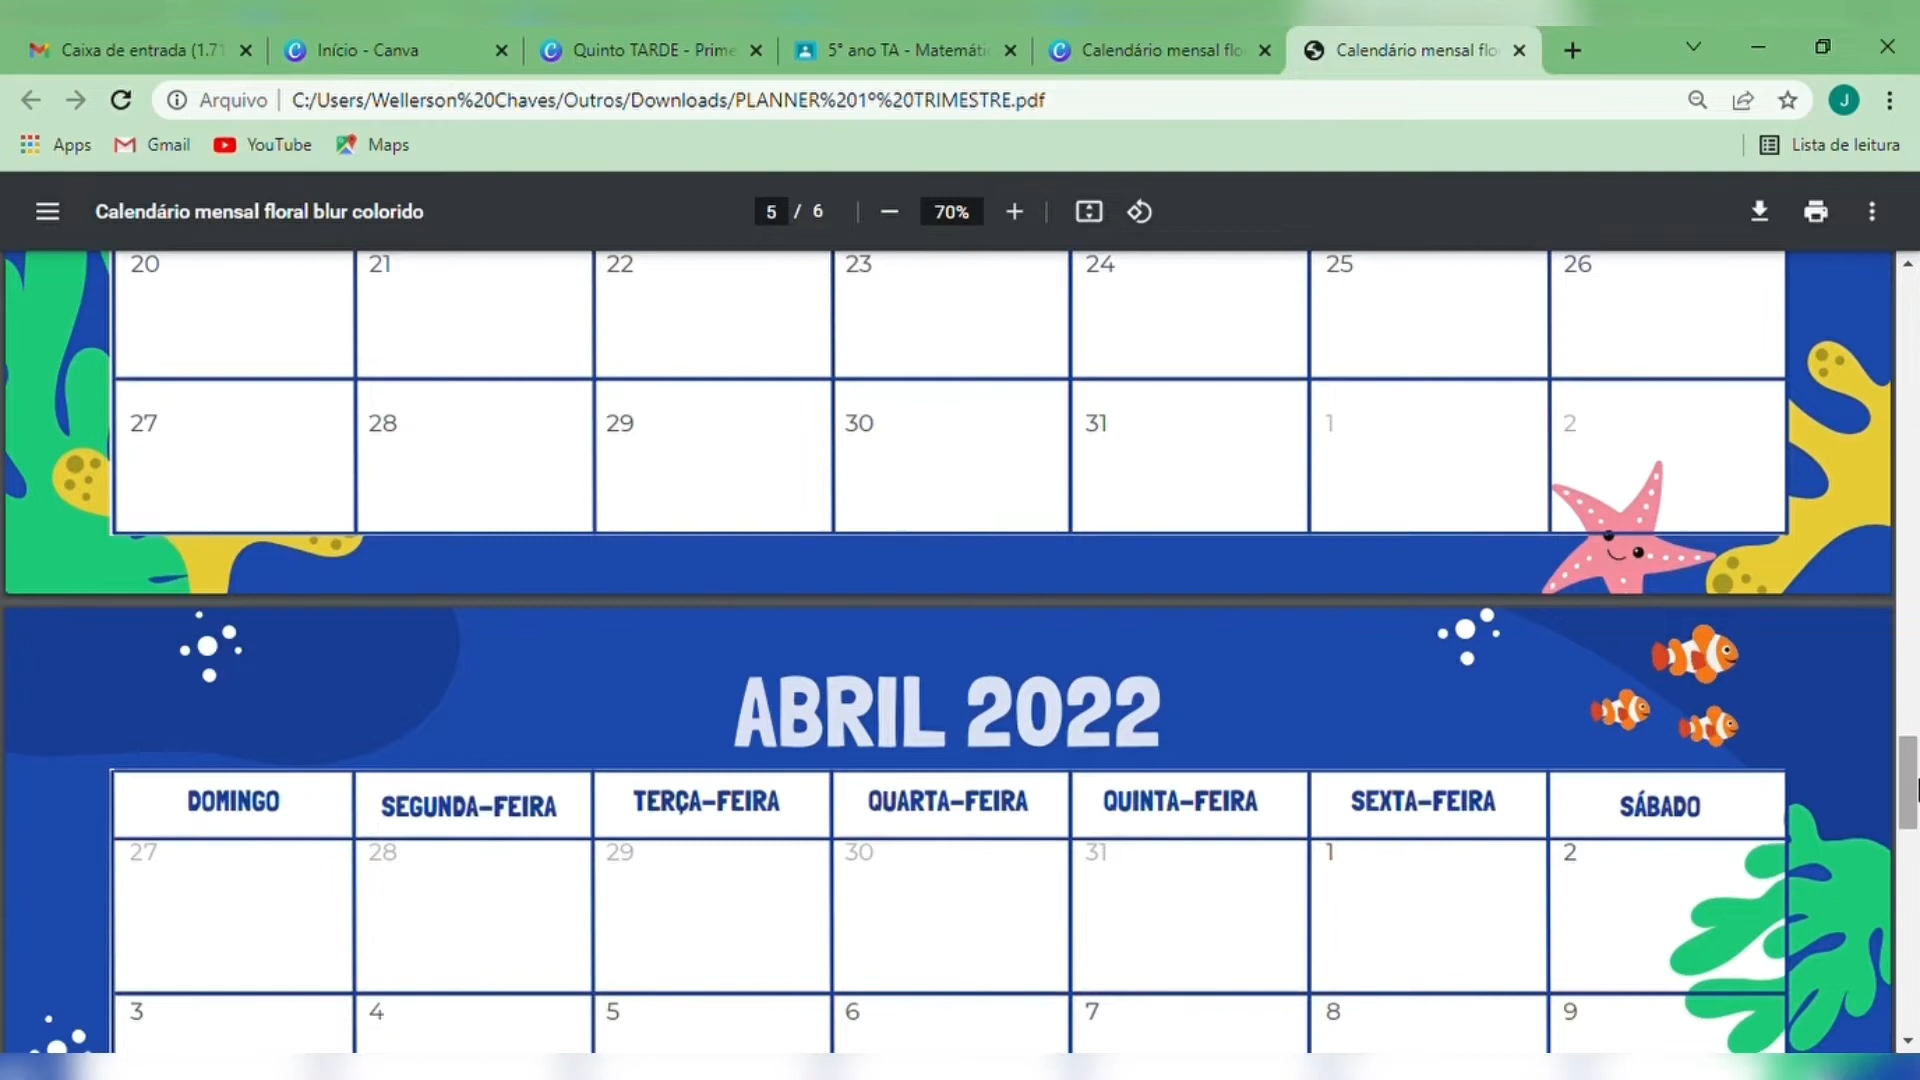 Caixa de entrada (1.71
Início - Canva
Quinto TARDE - Prime
5° ano TA - Matemátic
Calendário mensal flo
Calendário mensal flo
Arquivo
C:/Users/Wellerson%20Chaves/Outros/Downloads/PLANNER%201º%20TRIMESTRE.pdf
J
Apps
Gmail
YouTube
Maps
Lista de leitura
Calendário mensal floral blur colorido
5 / 6
70%
20 21 22 23 24 25 26
27 28 29 30 31 1 2
ABRIL 2022
DOMINGO SEGUNDA-FEIRA TERÇA-FEIRA QUARTA-FEIRA QUINTA-FEIRA SEXTA-FEIRA SÁBADO
27 28 29 30 31 1 2
3 4 5 6 7 8 9